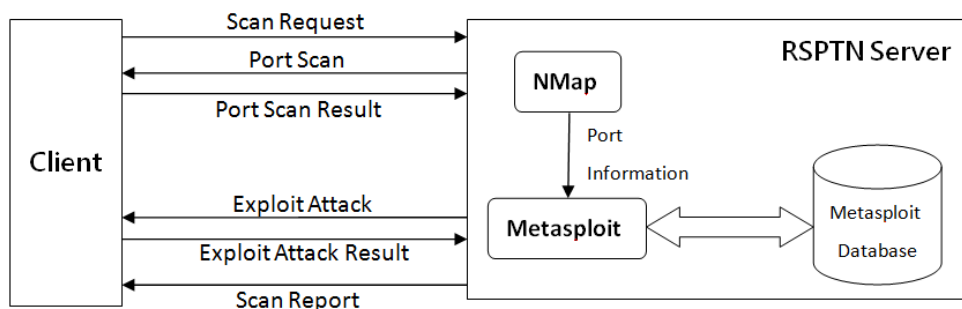 Scan Request
Port Scan
Port Scan Result
Client
Exploit Attack
Exploit Attack Result
Scan Report
RSPTN Server
NMap
Port
Information
Metasploit
Metasploit
Database